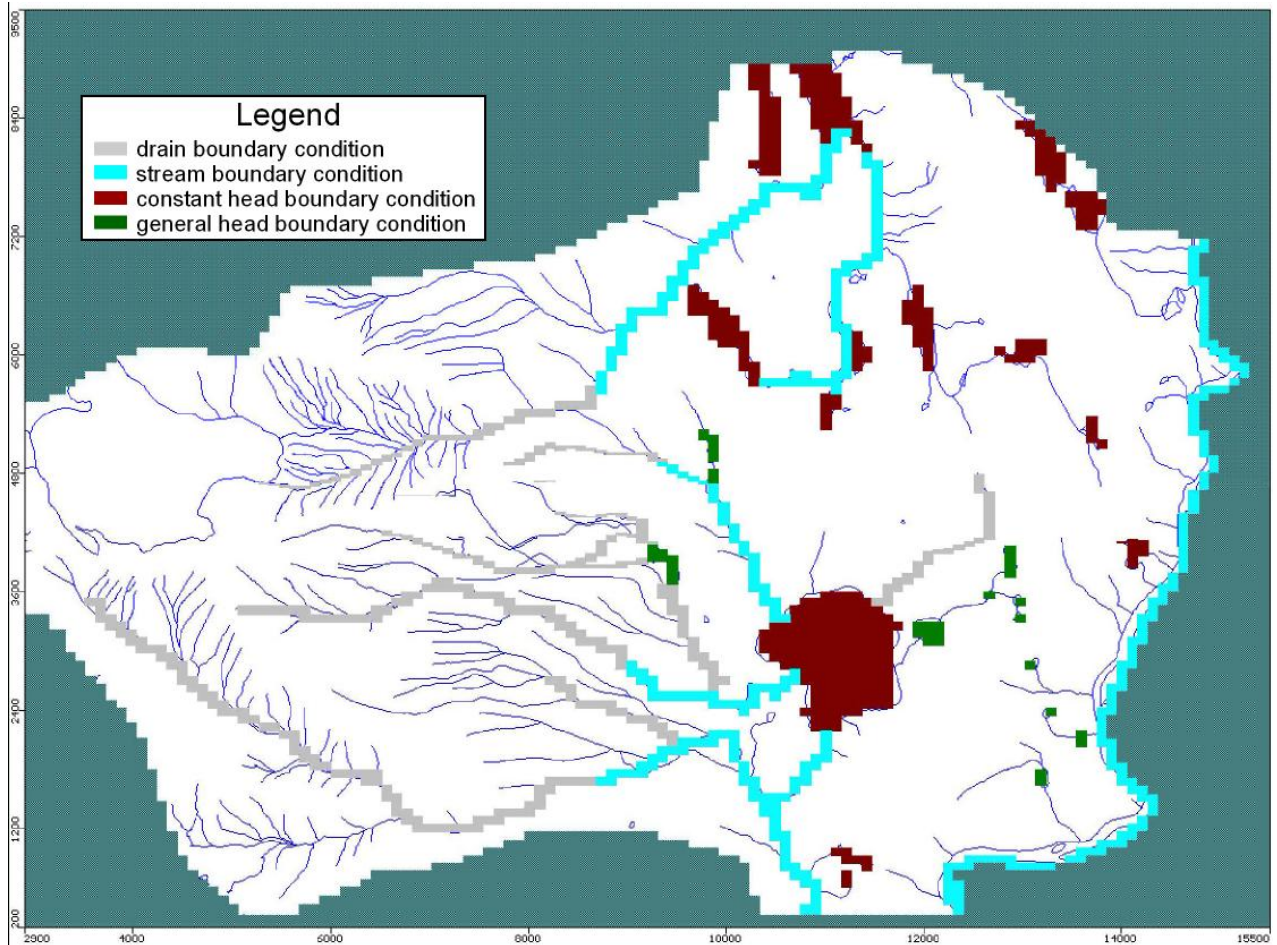 9500
8400
7200
6000
4800
3600
2400
1200
200
Legend
drain boundary condition
stream boundary condition
constant head boundary condition
general head boundary condition
2900 4000 6000 8000 10000 12000 14000 15500